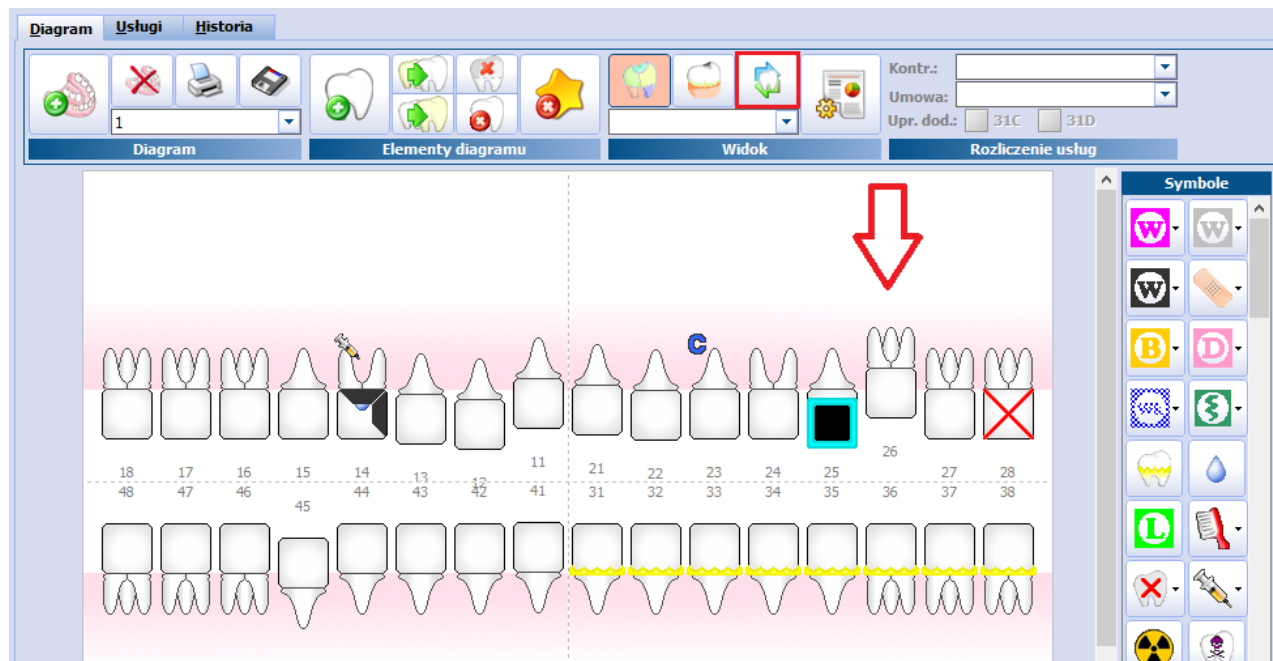 Diagram Usługi Historia
Kontr.:
Umowa:
1
Upr. dod.: 31C 31D
Diagram Elementy diagramu Widok Rozliczenie usług
Symbole
W W
W
B D
C
W&
L
11
26
18 17 16 15 14 13 12 21 22 23 24 25 27 28
48 47 46 44 43 42 41 31 32 33 34 35 36 37 38
45